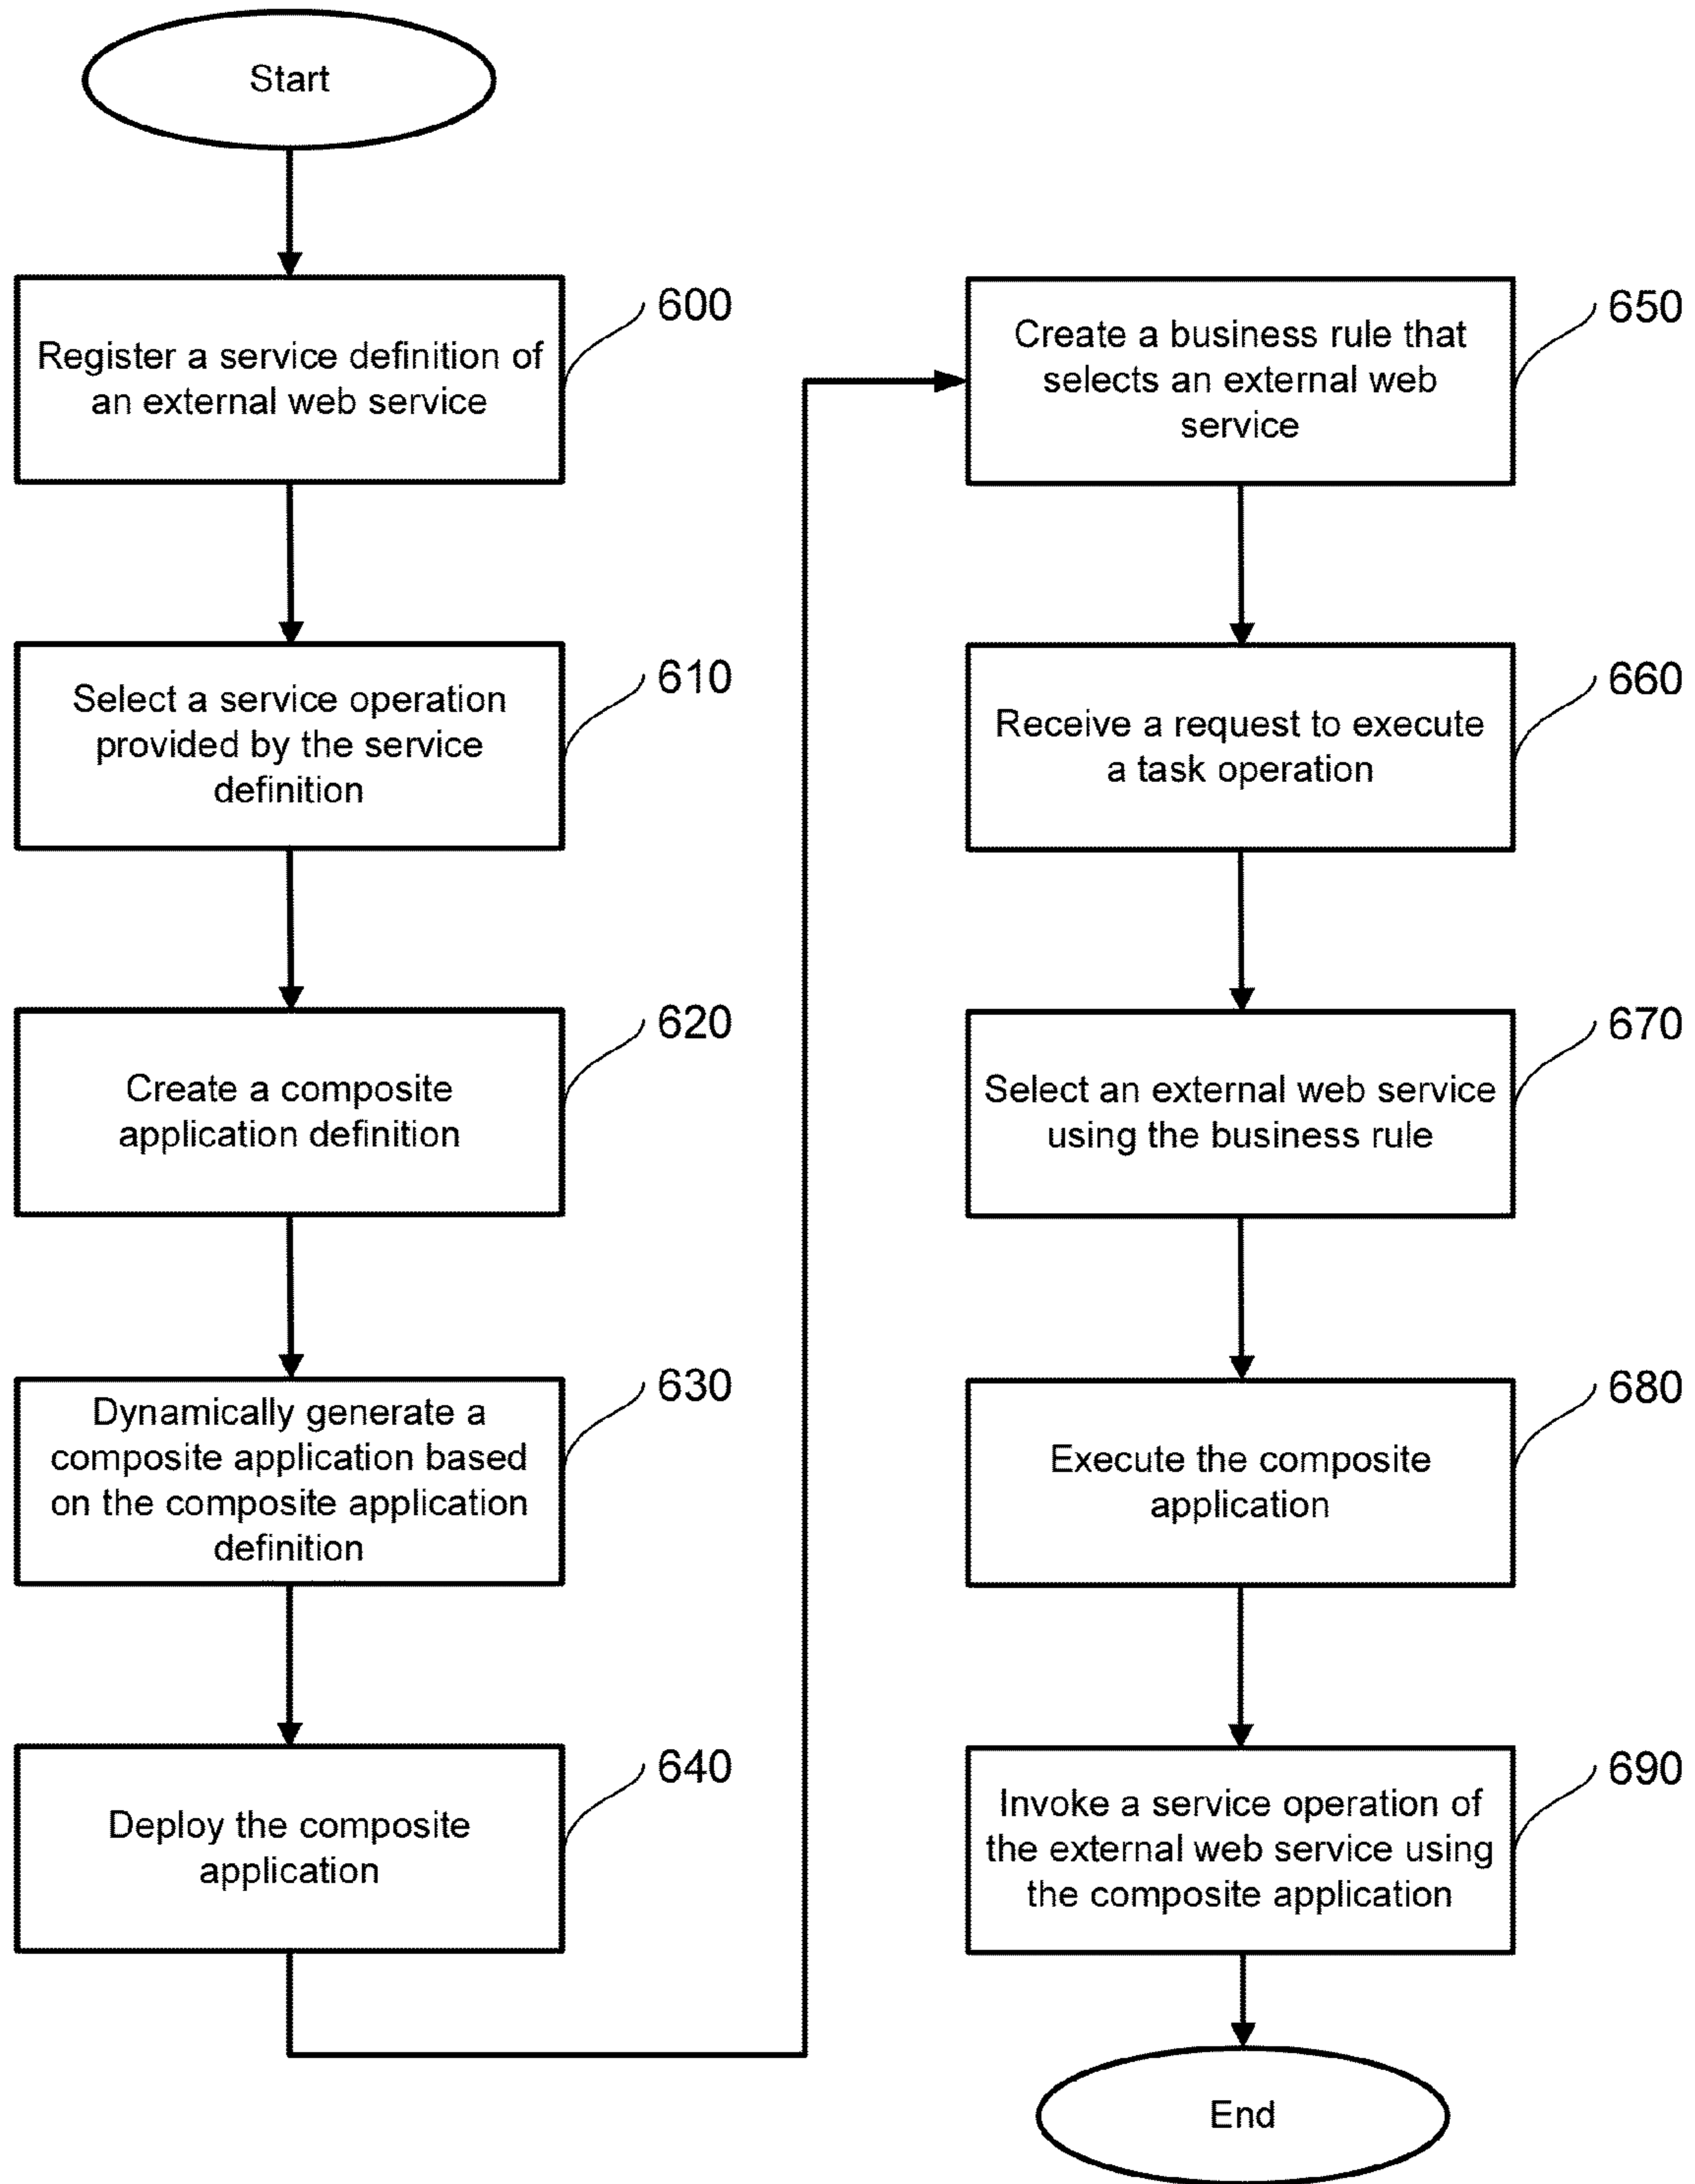 Start
Register a service definition of
an external web service
600
Select a service operation
provided by the service
definition
610
Create a composite
application definition
620
Dynamically generate a
composite application based
on the composite application
definition
630
Deploy the composite
application
640
Create a business rule that
selects an external web
service
650
Receive a request to execute
a task operation
660
Select an external web service
using the business rule
670
Execute the composite
application
680
Invoke a service operation of
the external web service using
the composite application
690
End